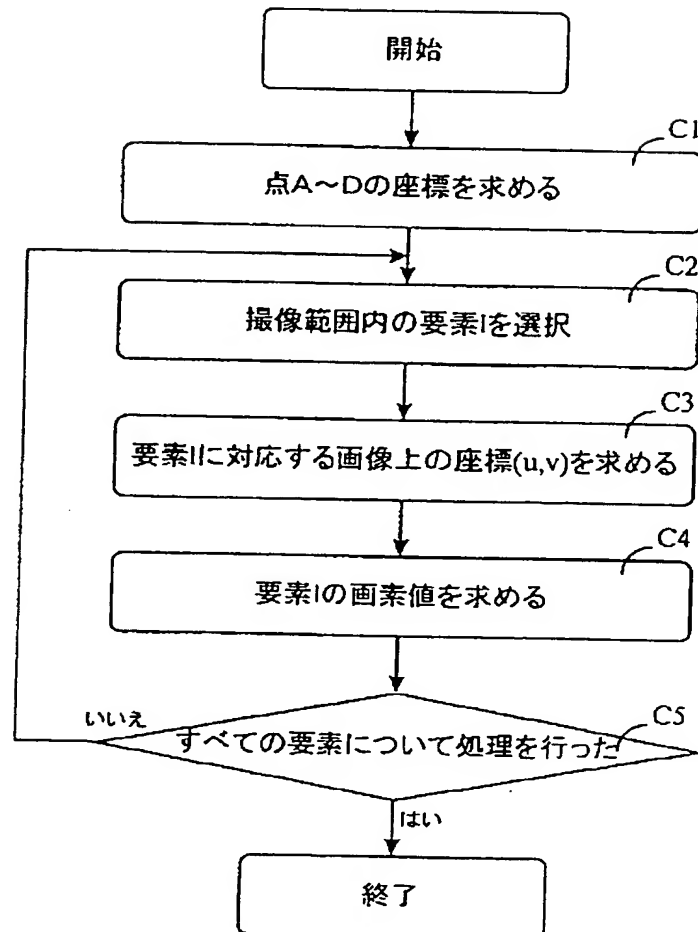 開始
C1
点A~Dの座標を求める
C2
撮像範囲内の要素Iを選択
C3
要素IIに対応する画像上の座標(u,v)を求める
C4
要素Iの画素値を求める
いいえ
C5
すべての要素について処理を行った
はい
終了